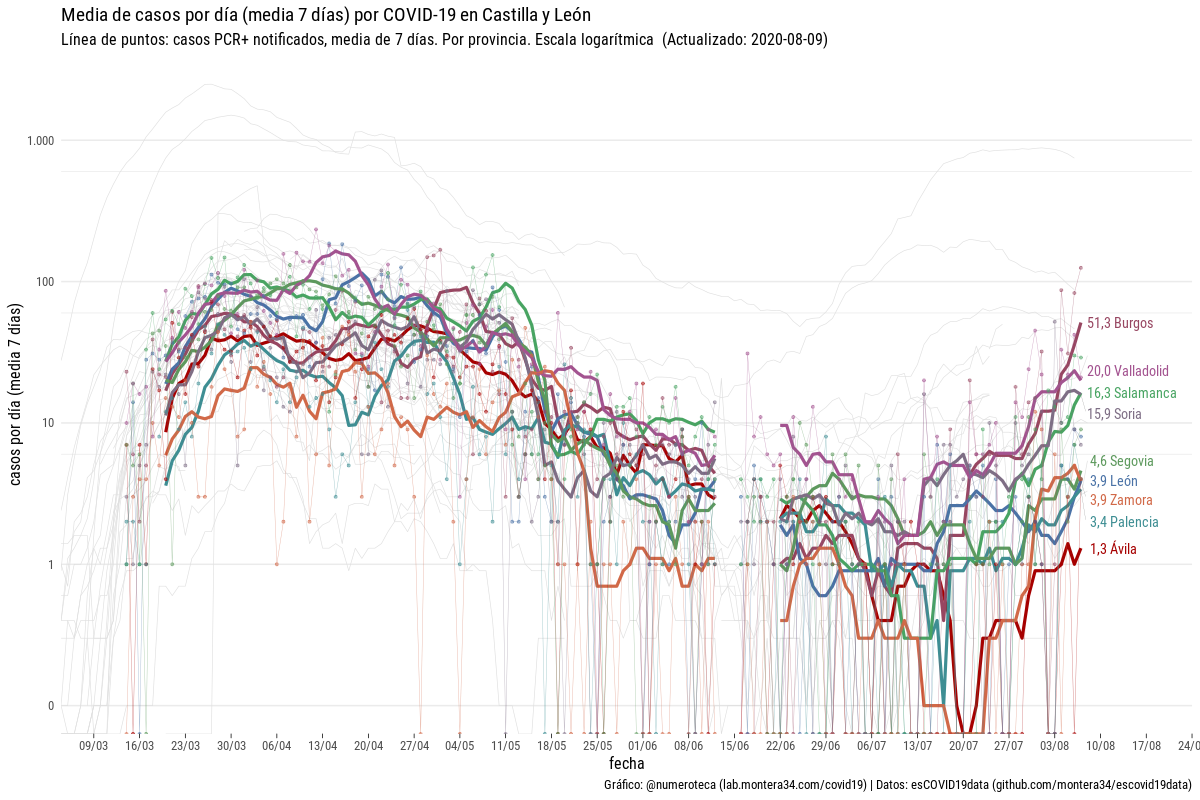 Media de casos por día (media 7 días) por COVID-19 en Castilla y León
Línea de puntos: casos PCR+ notificados, media de 7 días. Por provincia. Escala logarítmica  (Actualizado: 2020-08-09)
casos por día (media 7 días)
1.000
100
10
1
0
51,3 Burgos
20,0 Valladolid
16,3 Salamanca
15,9 Soria
4,6 Segovia
3,9 León
3,9 Zamora
3,4 Palencia
1,3 Ávila
09/03 16/03 23/03 30/03 06/04 13/04 20/04 27/04 04/05 11/05 18/05 25/05 01/06 08/06 15/06 22/06 29/06 06/07 13/07 20/07 27/07 03/08 10/08 17/08 24/0
fecha
Gráfico: @numeroteca (lab.montera34.com/covid19) | Datos: esCOVID19data (github.com/montera34/escovid19data)